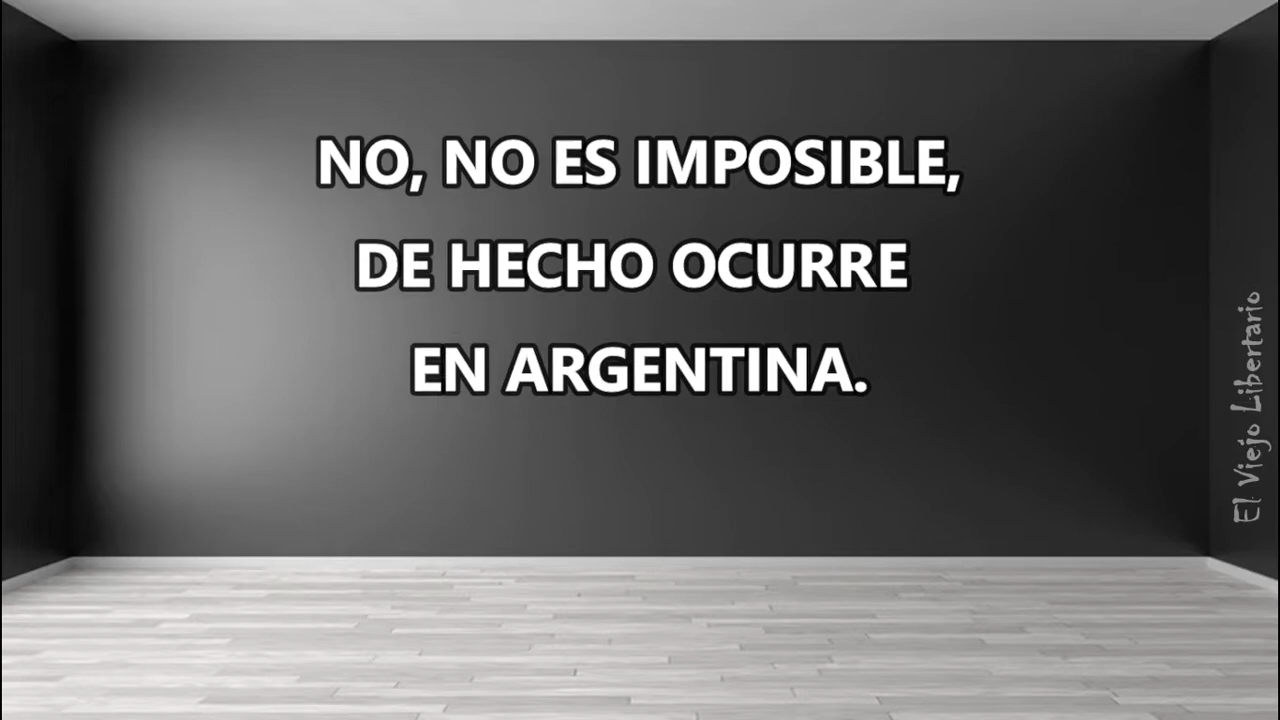 NO, NO ES IMPOSIBLE,
DE HECHO OCURRE
EN ARGENTINA.
El Viejo Libertario